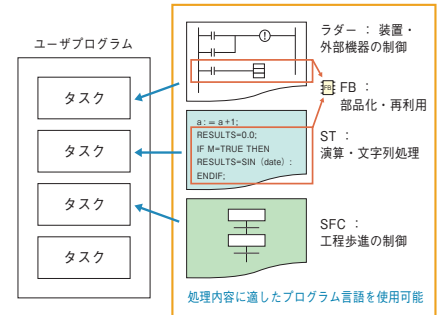 ユーザプログラム
タスク
タスク
タスク
タスク
ラダー ： 装置・
外部機器の制御
FB
FB ：
部品化・再利用
a：＝a＋1;
RESULTS=0.0;
IF M=TRUE THEN
RESULTS=SIN（date）：
ENDIF;
ST ：
演算・文字列処理
SFC ：
工程歩進の制御
処理内容に適したプログラム言語を使用可能